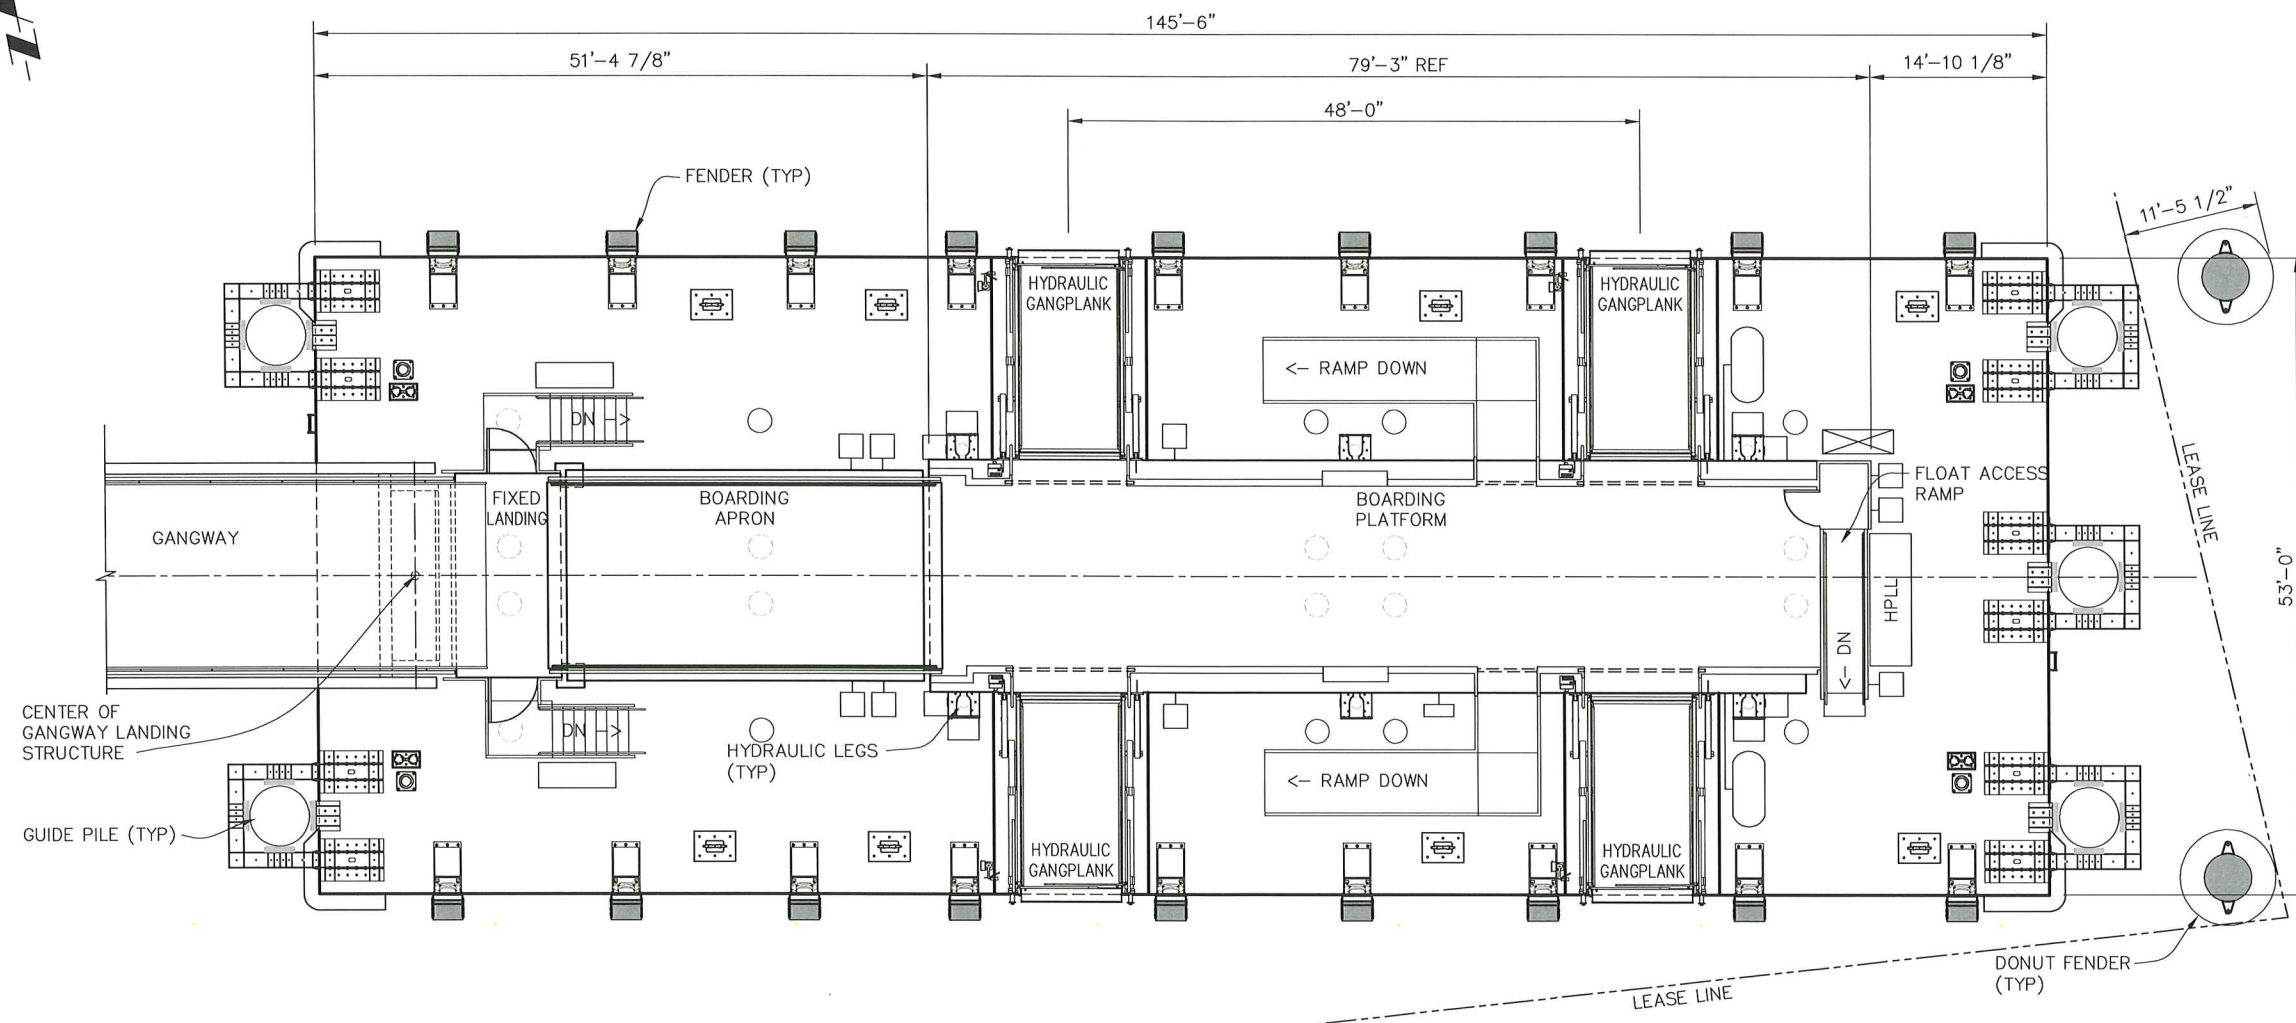 145'-6"
51'-4 7/8"
79'-3" REF
14'-10 1/8"
48'-0"
FENDER (TYP)
11'-5 1/2"
HYDRAULIC
GANGPLANK
HYDRAULIC
GANGPLANK
<- RAMP DOWN
DN ->
LEASE LINE
FLOAT ACCESS
RAMP
GANGWAY
FIXED
LANDING
BOARDING
APRON
BOARDING
PLATFORM
53'-0"
HPLL
<- DN
CENTER OF
GANGWAY LANDING
STRUCTURE
DN ->
HYDRAULIC LEGS
(TYP)
<- RAMP DOWN
GUIDE PILE (TYP)
HYDRAULIC
GANGPLANK
HYDRAULIC
GANGPLANK
DONUT FENDER
(TYP)
LEASE LINE